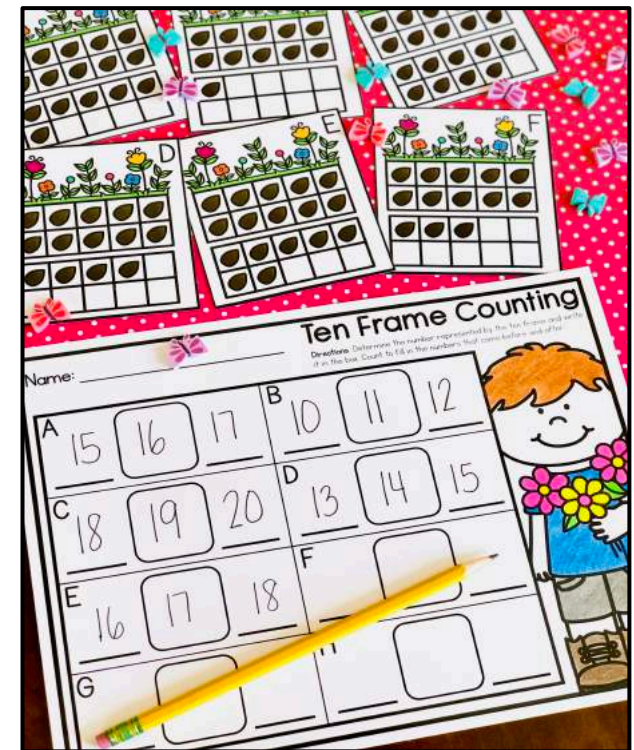 D
E
F
Ten Frame Counting
Directions: Determine the number represented by the ten frame and write
it in the box. Count to fill in the numbers that come before and after.
Name:
A 15 16 17
B 10 11 12
C 18 19 20
D 13 14 15
E 16 17 18
F
G